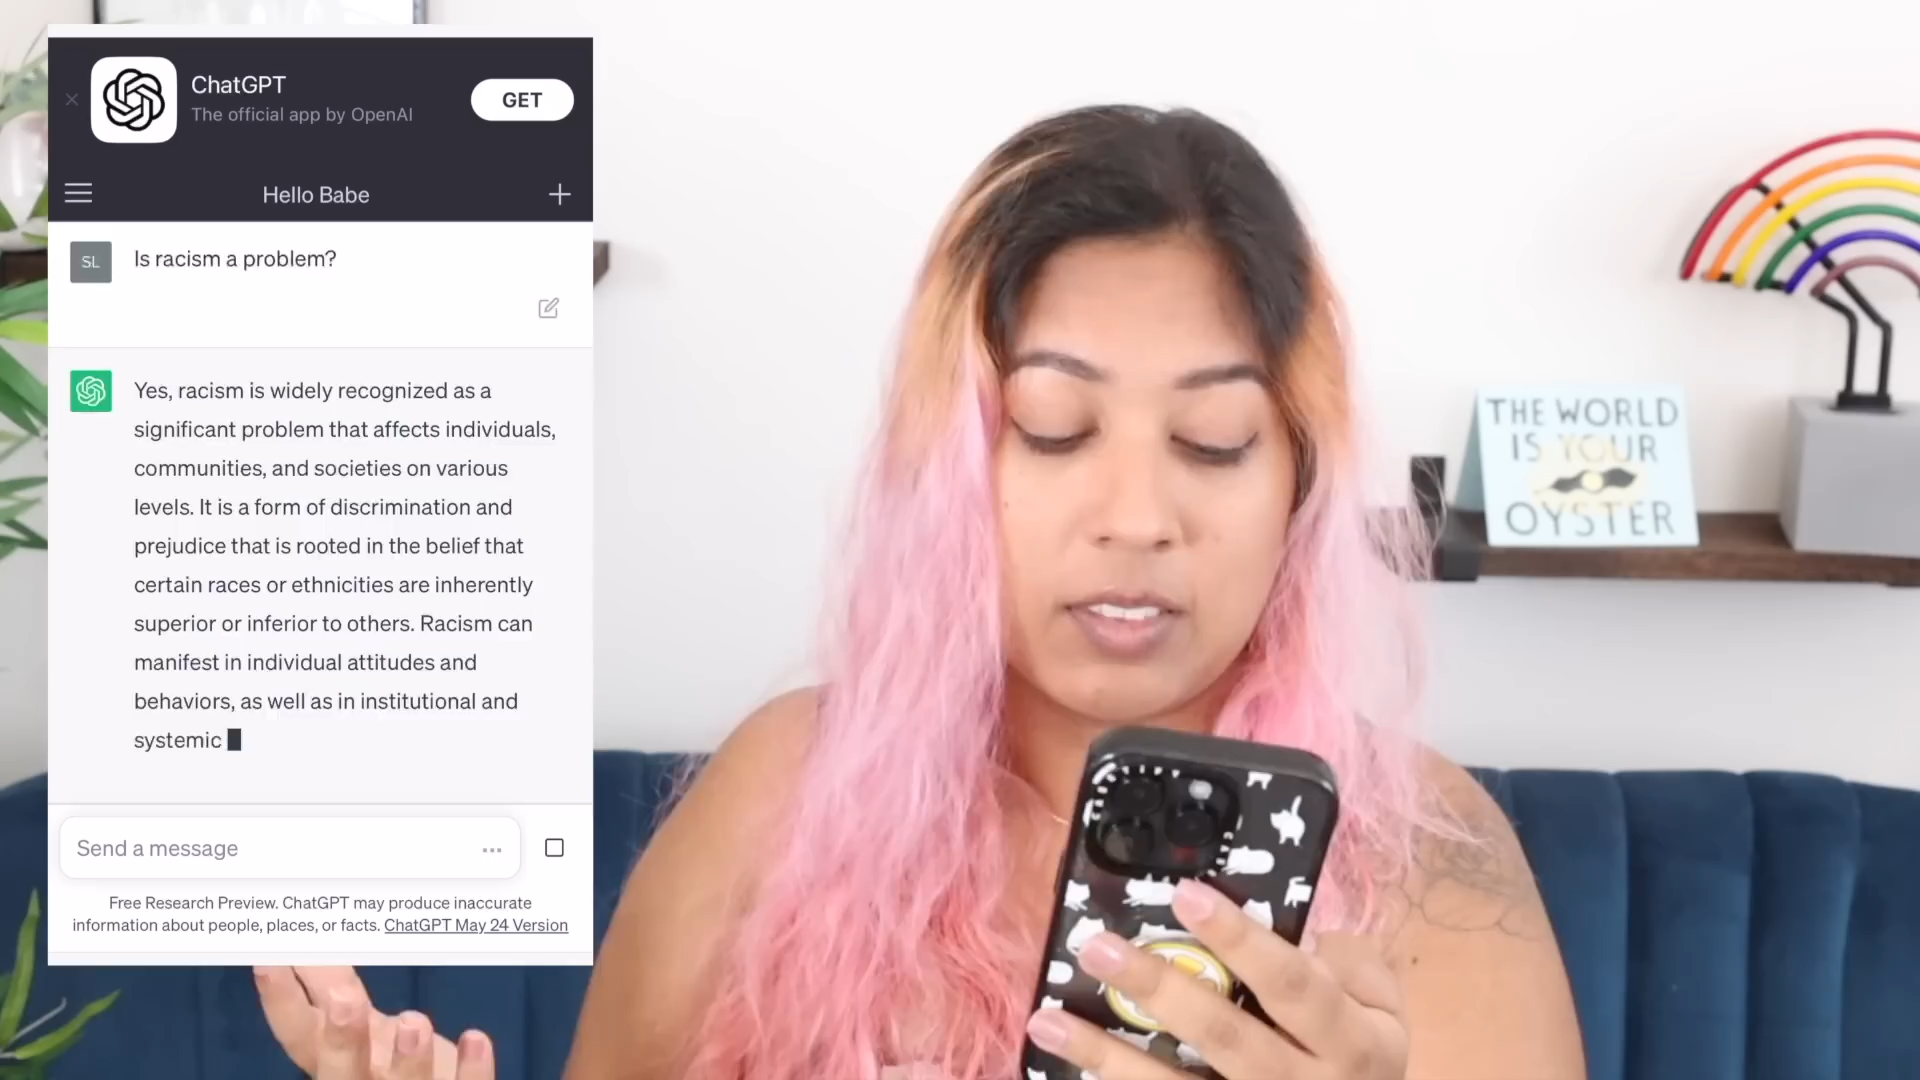 ChatGPT
The official app by OpenAI
GET
Hello Babe
SL
Is racism a problem?
Yes, racism is widely recognized as a
significant problem that affects individuals,
communities, and societies on various
levels. It is a form of discrimination and
prejudice that is rooted in the belief that
certain races or ethnicities are inherently
superior or inferior to others. Racism can
manifest in individual attitudes and
behaviors, as well as in institutional and
systemic
Send a message
Free Research Preview. ChatGPT may produce inaccurate
information about people, places, or facts. ChatGPT May 24 Version
THE WORLD
IS YOUR
OYSTER